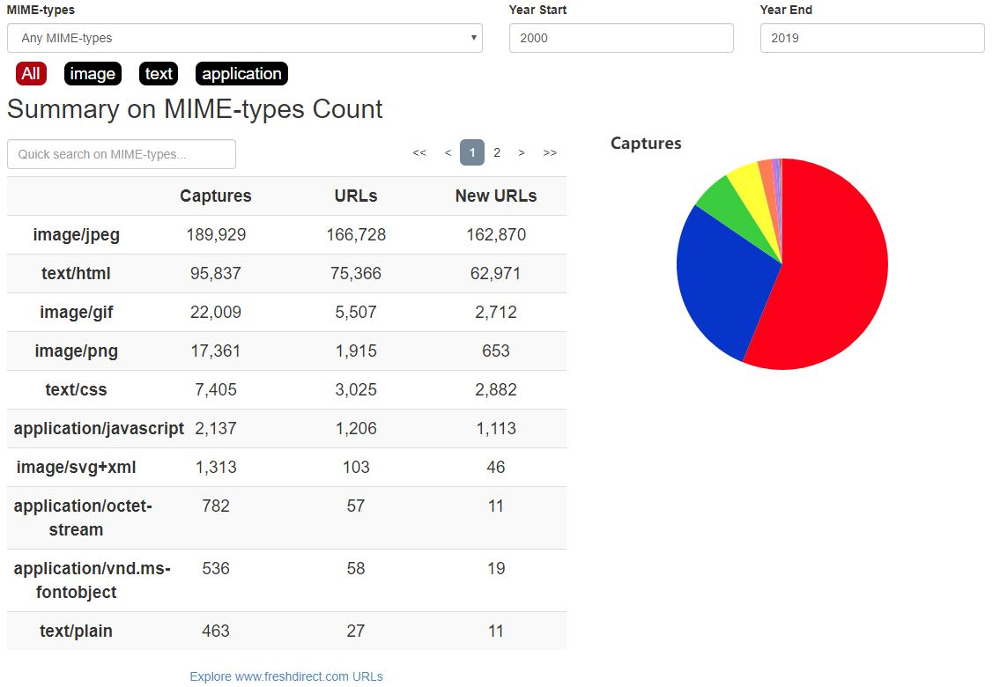 MIME-types Year Start Year End
Any MIME-types 2000 2019
All image text application
Summary on MIME-types Count
Quick search on MIME-types... << < 1 2 > >> Captures
Captures URLs New URLs
image/jpeg 189,929 166,728 162,870
text/html 95,837 75,366 62,971
image/gif 22,009 5,507 2,712
image/png 17,361 1,915 653
text/css 7,405 3,025 2,882
application/javascript 2,137 1,206 1,113
image/svg+xml 1,313 103 46
application/octet- 782 57 11
stream
application/vnd.ms- 536 58 19
fontobject
text/plain 463 27 11
Explore www.freshdirect.com URLs